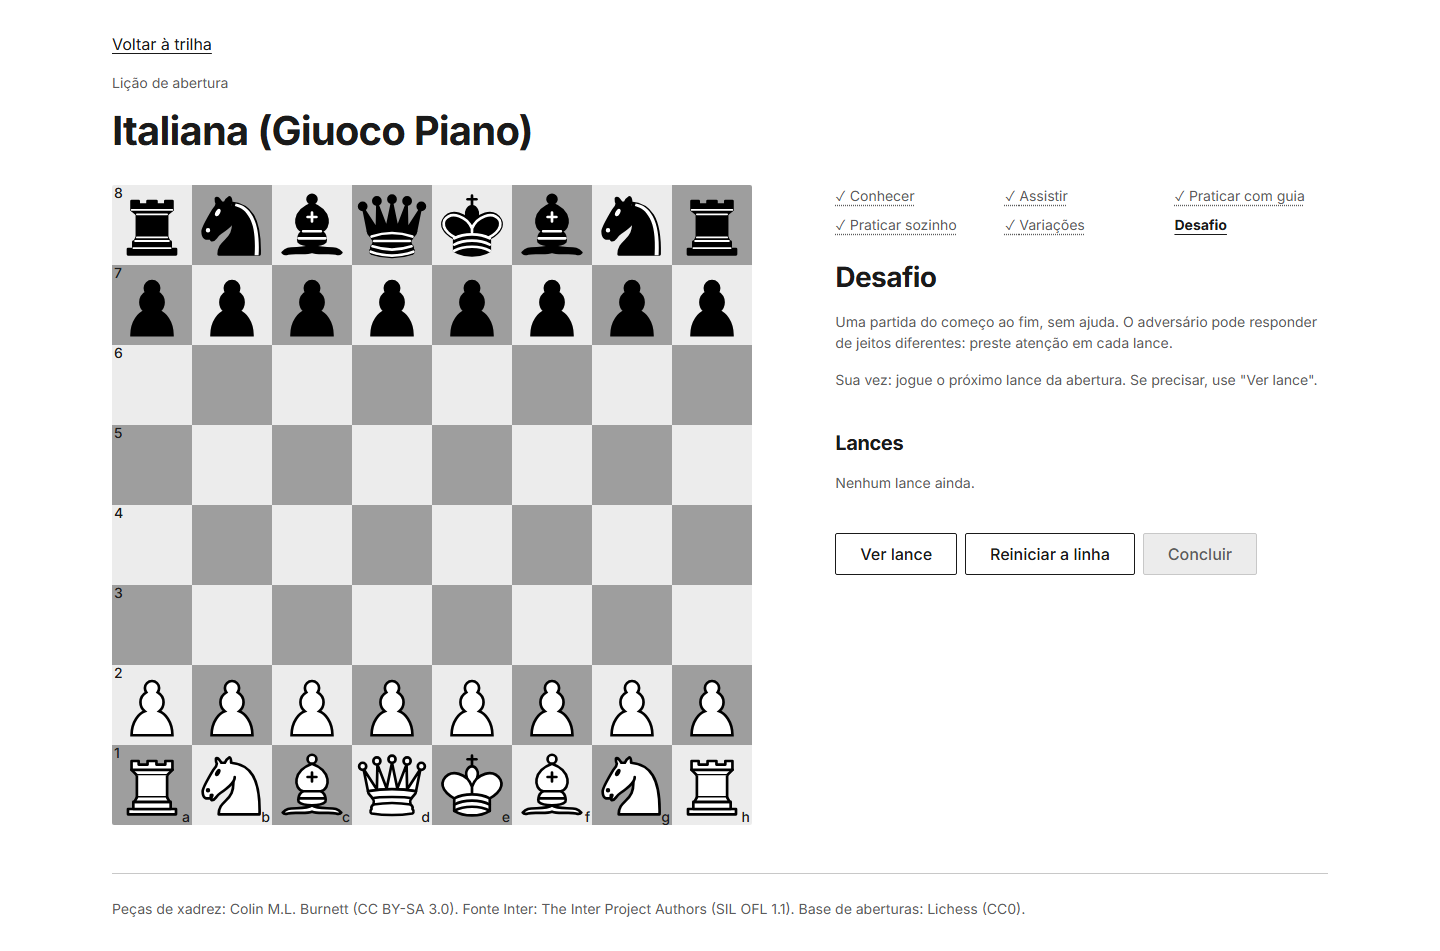 Voltar à trilha
Lição de abertura
Italiana (Giuoco Piano)
8
7
6
5
4
3
2
1
a b c d e f g h
✓ Conhecer ✓ Assistir ✓ Praticar com guia
✓ Praticar sozinho ✓ Variações Desafio
Desafio
Uma partida do começo ao fim, sem ajuda. O adversário pode responder
de jeitos diferentes: preste atenção em cada lance.
Sua vez: jogue o próximo lance da abertura. Se precisar, use "Ver lance".
Lances
Nenhum lance ainda.
Ver lance Reiniciar a linha Concluir
Peças de xadrez: Colin M.L. Burnett (CC BY-SA 3.0). Fonte Inter: The Inter Project Authors (SIL OFL 1.1). Base de aberturas: Lichess (CC0).